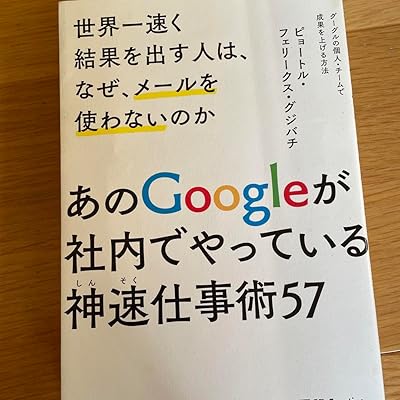 世界一速く
結果を出す人は、
なぜ、メールを
使わないのか
グーグルの個人・チームで
成果を上げる方法
ピョートル・
フェリークス・グジバチ
あのGoogleが
社内でやっている
しん そく
神速仕事術57